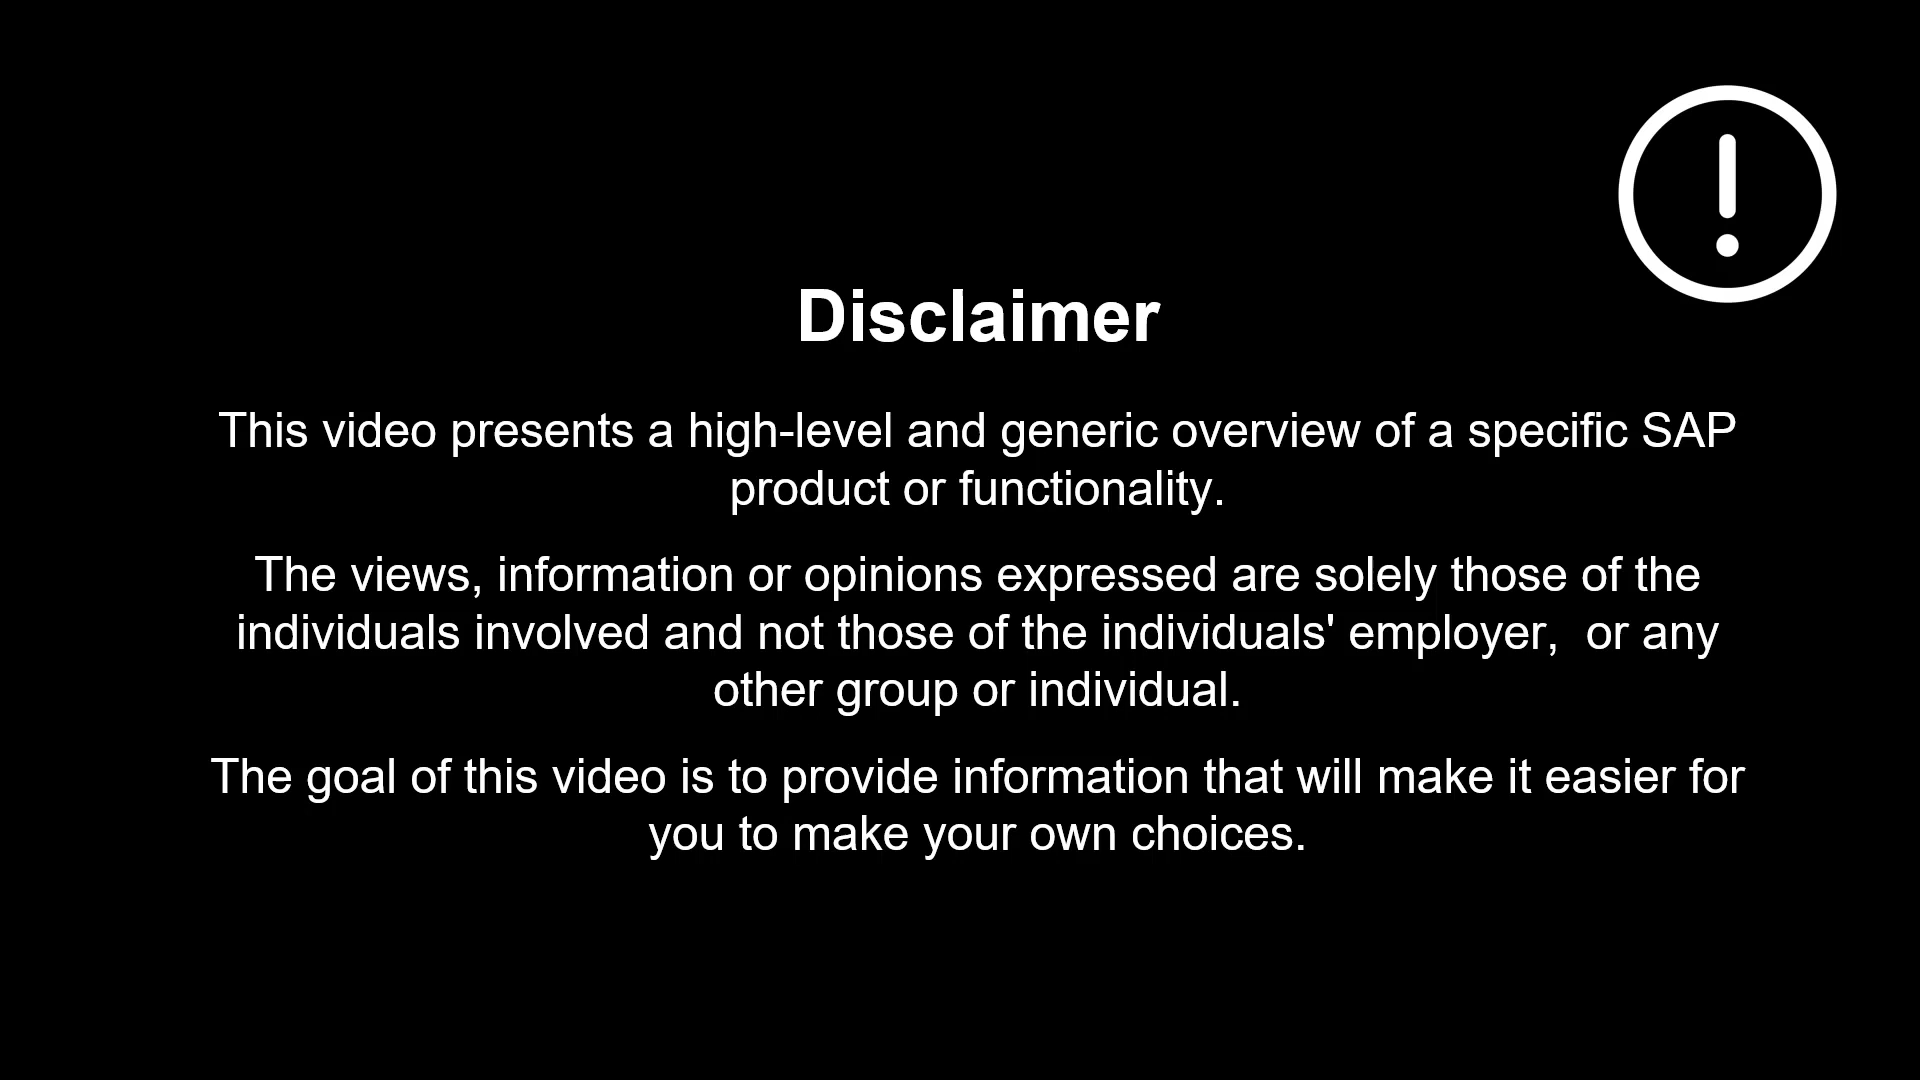 Disclaimer
This video presents a high-level and generic overview of a specific SAP
product or functionality.
The views, information or opinions expressed are solely those of the
individuals involved and not those of the individuals' employer,  or any
other group or individual.
The goal of this video is to provide information that will make it easier for
you to make your own choices.